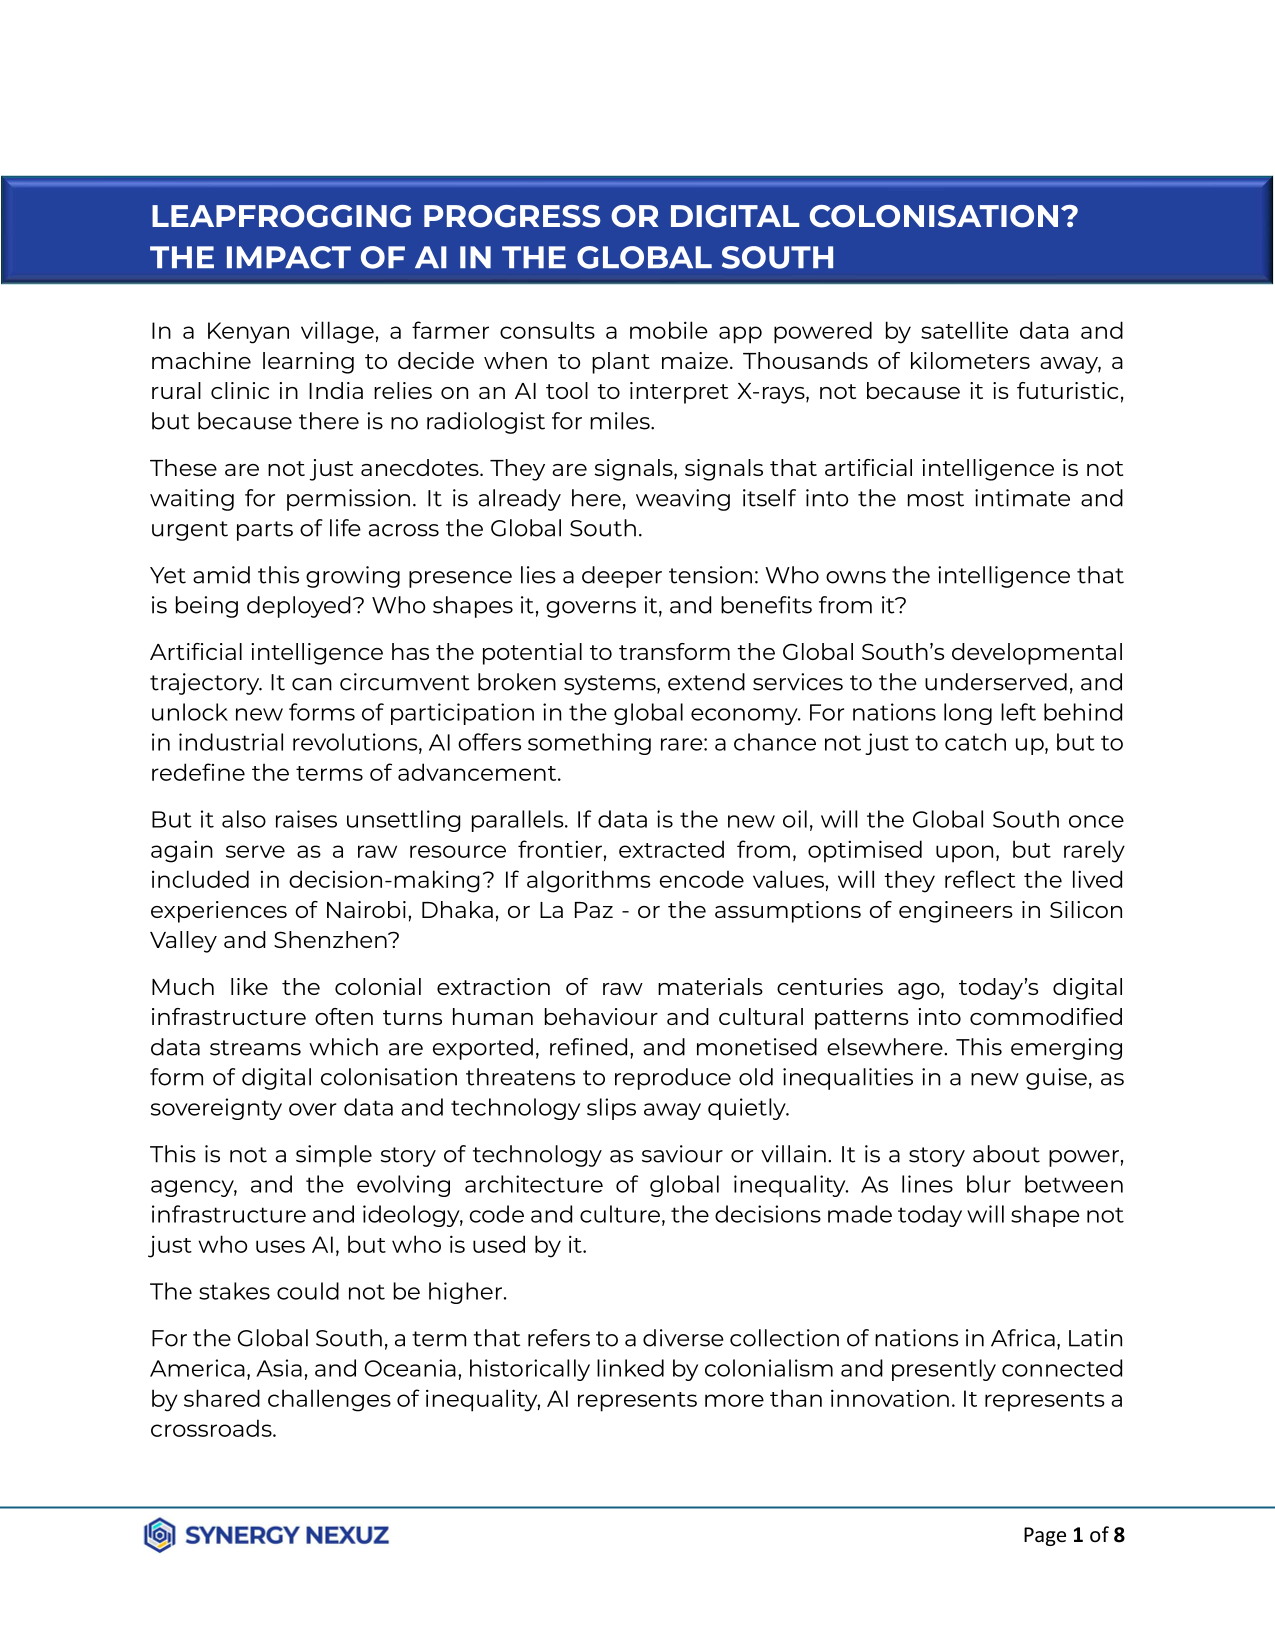 LEAPFROGGING PROGRESS OR DIGITAL COLONISATION?
THE IMPACT OF AI IN THE GLOBAL SOUTH
In a Kenyan village, a farmer consults a mobile app powered by satellite data and
machine learning to decide when to plant maize. Thousands of kilometers away, a
rural clinic in India relies on an AI tool to interpret X-rays, not because it is futuristic,
but because there is no radiologist for miles.
These are not just anecdotes. They are signals, signals that artificial intelligence is not
waiting for permission. It is already here, weaving itself into the most intimate and
urgent parts of life across the Global South.
Yet amid this growing presence lies a deeper tension: Who owns the intelligence that
is being deployed? Who shapes it, governs it, and benefits from it?
Artificial intelligence has the potential to transform the Global South’s developmental
trajectory. It can circumvent broken systems, extend services to the underserved, and
unlock new forms of participation in the global economy. For nations long left behind
in industrial revolutions, AI offers something rare: a chance not just to catch up, but to
redefine the terms of advancement.
But it also raises unsettling parallels. If data is the new oil, will the Global South once
again serve as a raw resource frontier, extracted from, optimised upon, but rarely
included in decision-making? If algorithms encode values, will they reflect the lived
experiences of Nairobi, Dhaka, or La Paz - or the assumptions of engineers in Silicon
Valley and Shenzhen?
Much like the colonial extraction of raw materials centuries ago, today’s digital
infrastructure often turns human behaviour and cultural patterns into commodified
data streams which are exported, refined, and monetised elsewhere. This emerging
form of digital colonisation threatens to reproduce old inequalities in a new guise, as
sovereignty over data and technology slips away quietly.
This is not a simple story of technology as saviour or villain. It is a story about power,
agency, and the evolving architecture of global inequality. As lines blur between
infrastructure and ideology, code and culture, the decisions made today will shape not
just who uses AI, but who is used by it.
The stakes could not be higher.
For the Global South, a term that refers to a diverse collection of nations in Africa, Latin
America, Asia, and Oceania, historically linked by colonialism and presently connected
by shared challenges of inequality, AI represents more than innovation. It represents a
crossroads.
SYNERGY NEXUZ
Page 1 of 8